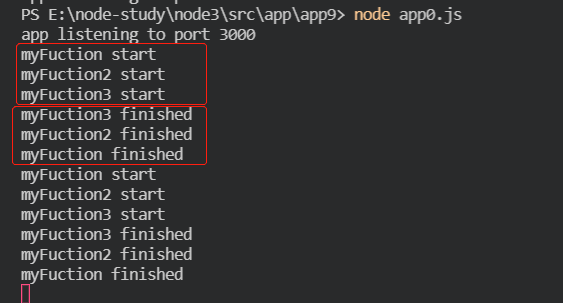 PS E:\node-study\node3\src\app\app9> node app0.js
app listening to port 3000
myFuction start
myFuction2 start
myFuction3 start
myFuction3 finished
myFuction2 finished
myFuction finished
myFuction start
myFuction2 start
myFuction3 start
myFuction3 finished
myFuction2 finished
myFuction finished